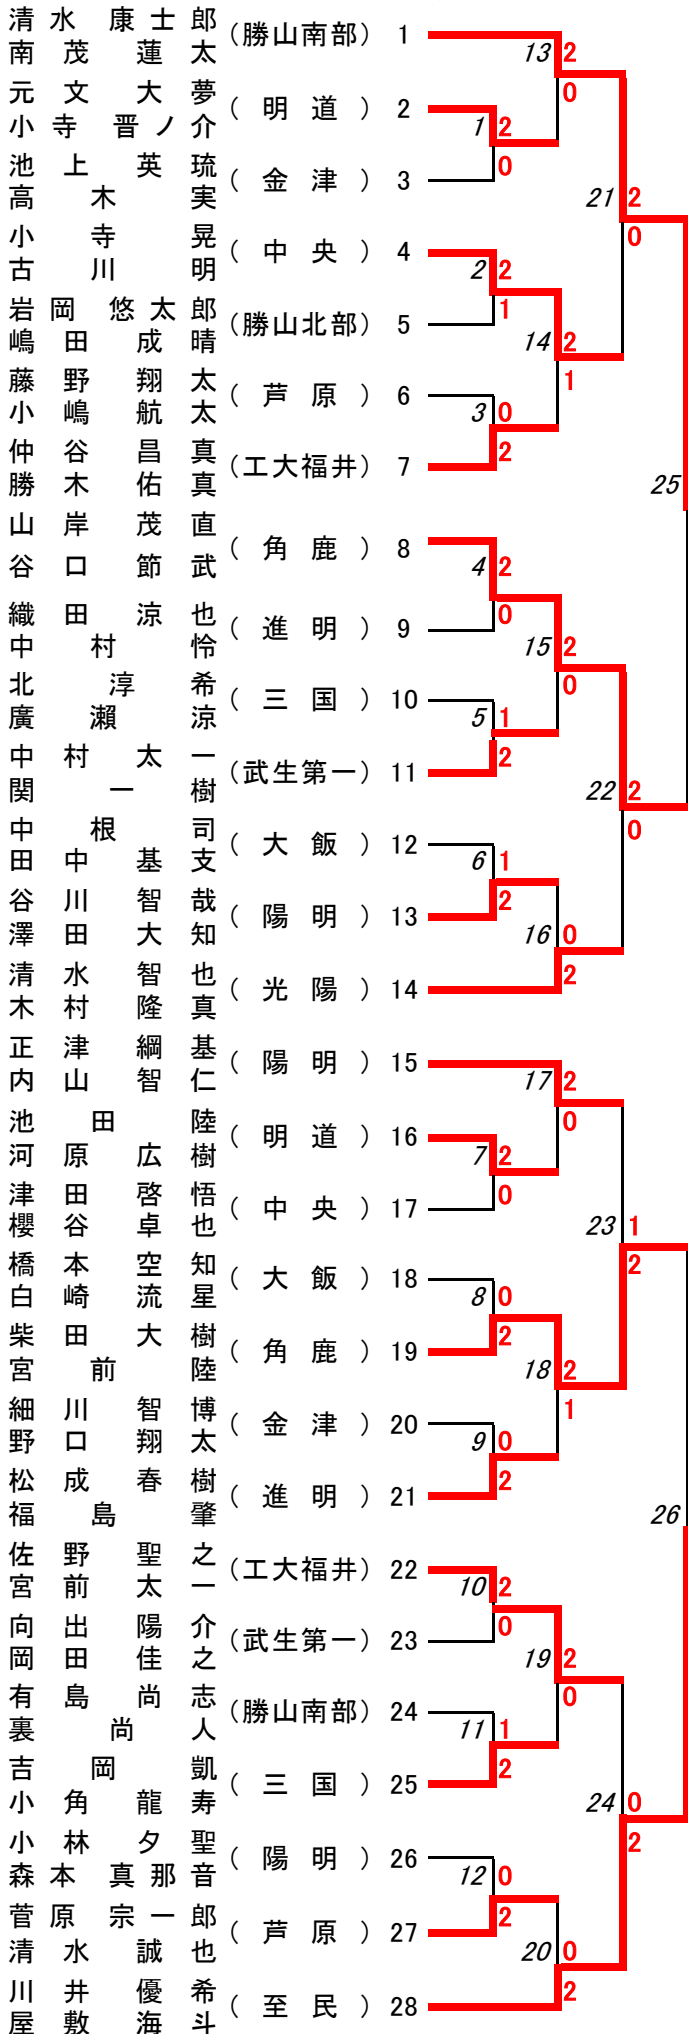 清水 康士郎
南茂 蓮太
(勝山南部) 1
元文 大夢
小寺 晋ノ介
(明道) 2
池上 英琉
高木 実
(金津) 3
小寺 晃
古川 明
(中央) 4
岩岡 悠太郎
嶋田 成晴
(勝山北部) 5
藤野 翔太
小嶋 航太
(芦原) 6
仲谷 昌真
勝木 佑真
(工大福井) 7
山岸 茂直
谷口 節武
(角鹿) 8
織田 涼也
中村 怜
(進明) 9
北 淳希
廣瀬 涼
(三国) 10
中村 太一
関 一樹
(武生第一) 11
中根 司
田中 基支
(大飯) 12
谷川 智哉
澤田 大知
(陽明) 13
清水 智也
木村 隆真
(光陽) 14
正津 綱基
内山 智仁
(陽明) 15
池田 陸
河原 広樹
(明道) 16
津田 啓悟
櫻谷 卓也
(中央) 17
橋本 空知
白崎 流星
(大飯) 18
柴田 大樹
宮前 陸
(角鹿) 19
細川 智博
野口 翔太
(金津) 20
松成 春樹
福島 肇
(進明) 21
佐野 聖之
宮前 太一
(工大福井) 22
向出 陽介
岡田 佳之
(武生第一) 23
有島 尚志
裏 尚人
(勝山南部) 24
吉岡 凱
小角 龍寿
(三国) 25
小林 夕聖
森本 真那音
(陽明) 26
菅原 宗一郎
清水 誠也
(芦原) 27
川井 優希
屋敷 海斗
(至民) 28
1 2 0
2 2 1
3 0 2
4 2 0
5 1 2
6 1 2
7 2 0
8 0 2
9 0 2
10 2 0
11 1 2
12 0 2
13 2 0
14 2 1
15 2 0
16 0 2
17 2 0
18 2 1
19 2 0
20 0 2
21 2 0
22 2 0
23 1 2
24 0 2
25
26